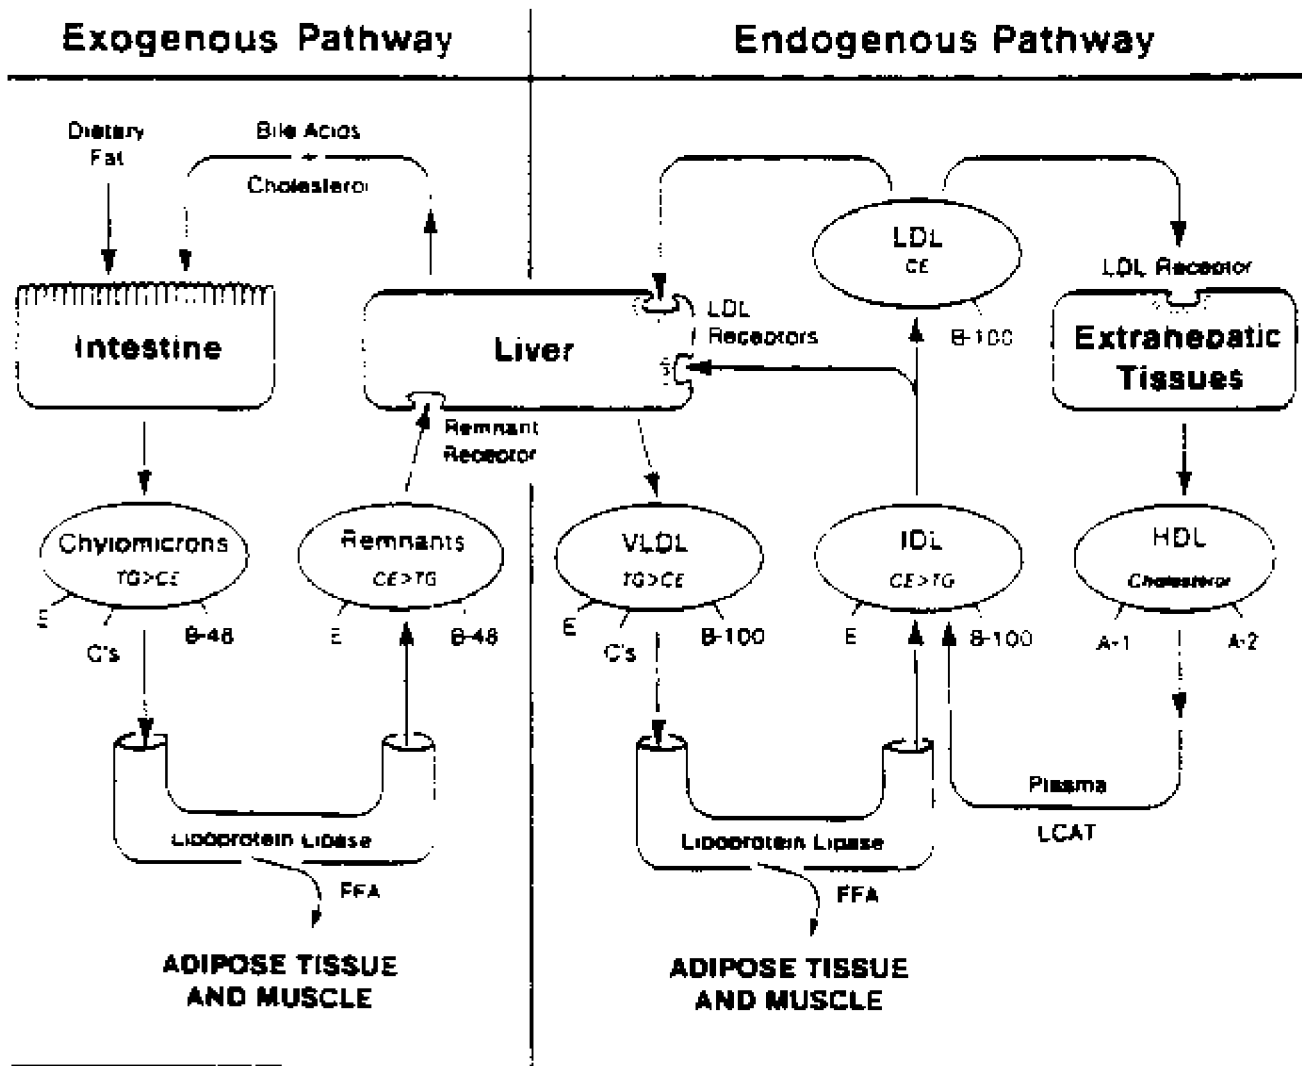 Exogenous Pathway
Endogenous Pathway
Dietary
Fat
Bile Acids
+
Cholesterol
LDL
CE
B-100
LDL Receptor
Intestine
Liver
LDL
Receptors
Extrahepatic
Tissues
Remnant
Receptor
Chylomicrons
TG>CE
E
C's
B-48
Remnants
CE>TG
E
B-48
VLDL
TG>CE
E
C's
B-100
IDL
CE>TG
E
B-100
HDL
Cholesterol
A-1
A-2
Plasma
LCAT
Lipoprotein Lipase
FFA
ADIPOSE TISSUE
AND MUSCLE
Lipoprotein Lipase
FFA
ADIPOSE TISSUE
AND MUSCLE